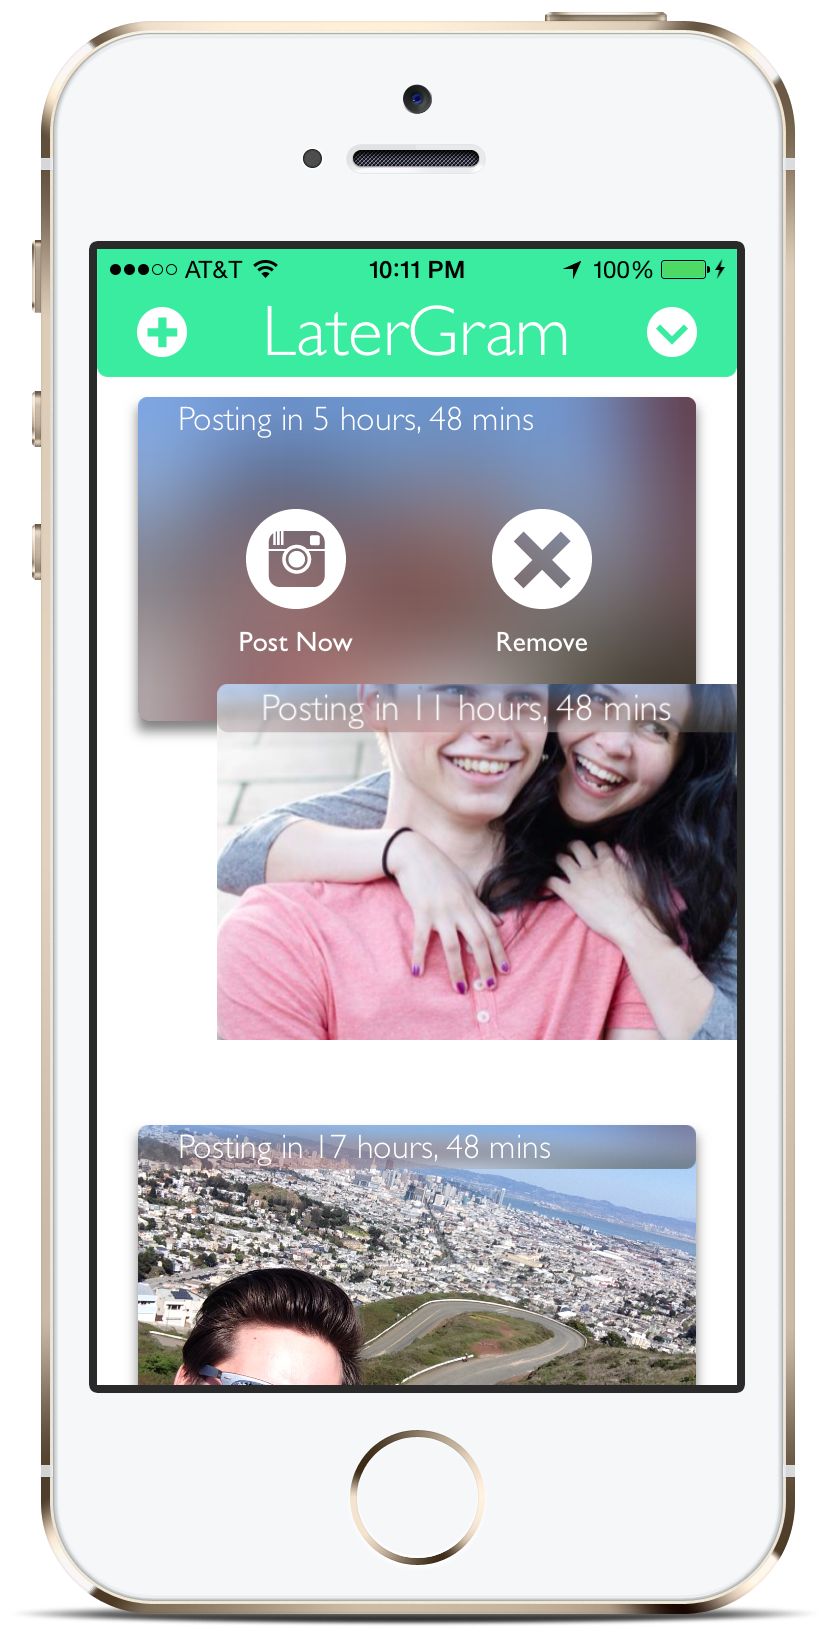 AT&T 10:11 PM 100%
LaterGram
Posting in 5 hours, 48 mins
Post Now Remove
Posting in 11 hours, 48 mins
Posting in 17 hours, 48 mins